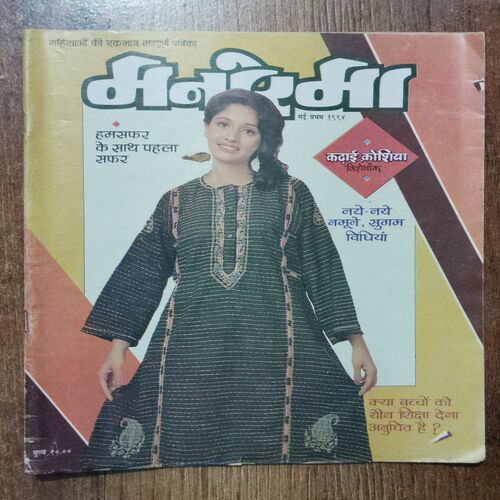 महिलाओं की एकमात्र सम्पूर्ण पत्रिका
मनोरमा
मई प्रथम १९९४
हमसफर
के साथ पहला
सफर
कढ़ाई क्रोशिया
विशेषांक
नये-नये
नमूने, सुगम
विधियां
क्या बच्चों को
यौन शिक्षा देना
अनुचित है ?
मूल्य १०.००